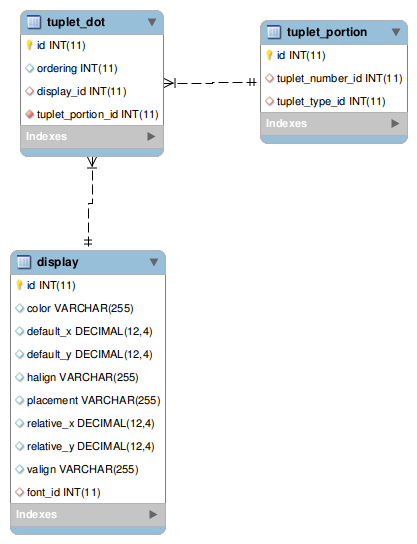 tuplet_dot
id INT(11)
ordering INT(11)
display_id INT(11)
tuplet_portion_id INT(11)
Indexes
tuplet_portion
id INT(11)
tuplet_number_id INT(11)
tuplet_type_id INT(11)
Indexes
display
id INT(11)
color VARCHAR(255)
default_x DECIMAL(12,4)
default_y DECIMAL(12,4)
halign VARCHAR(255)
placement VARCHAR(255)
relative_x DECIMAL(12,4)
relative_y DECIMAL(12,4)
valign VARCHAR(255)
font_id INT(11)
Indexes